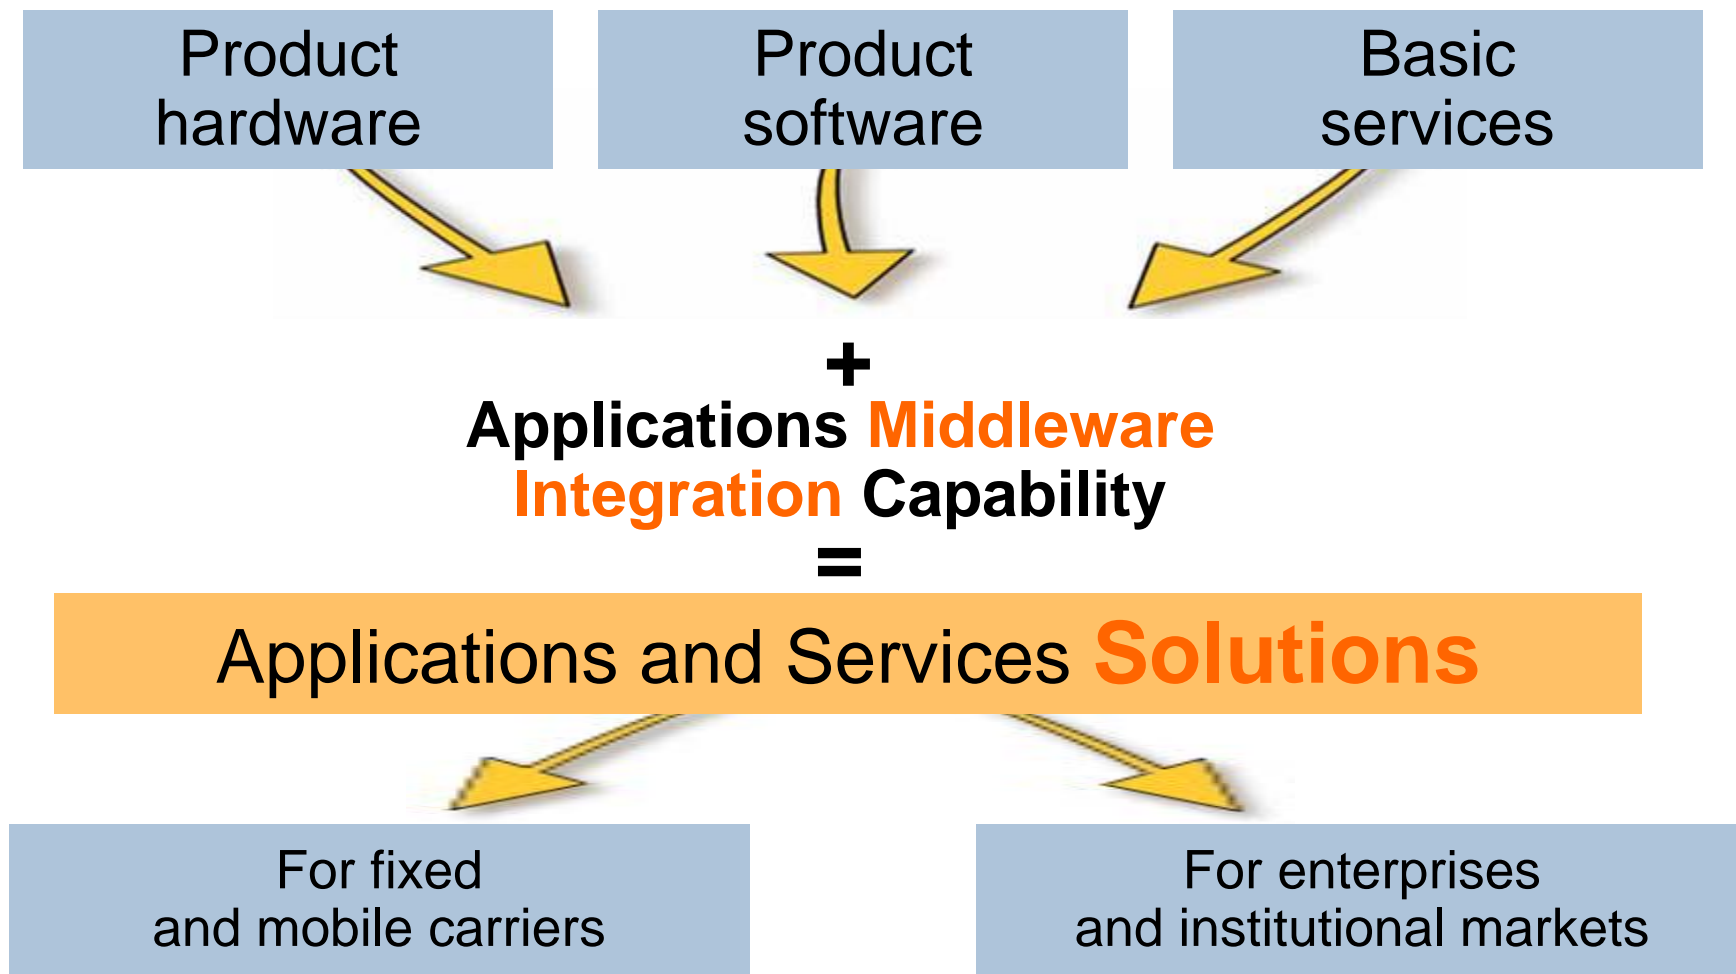 Product
hardware
Product
software
Basic
services
+
Applications Middleware
Integration Capability
=
Applications and Services Solutions
For fixed
and mobile carriers
For enterprises
and institutional markets